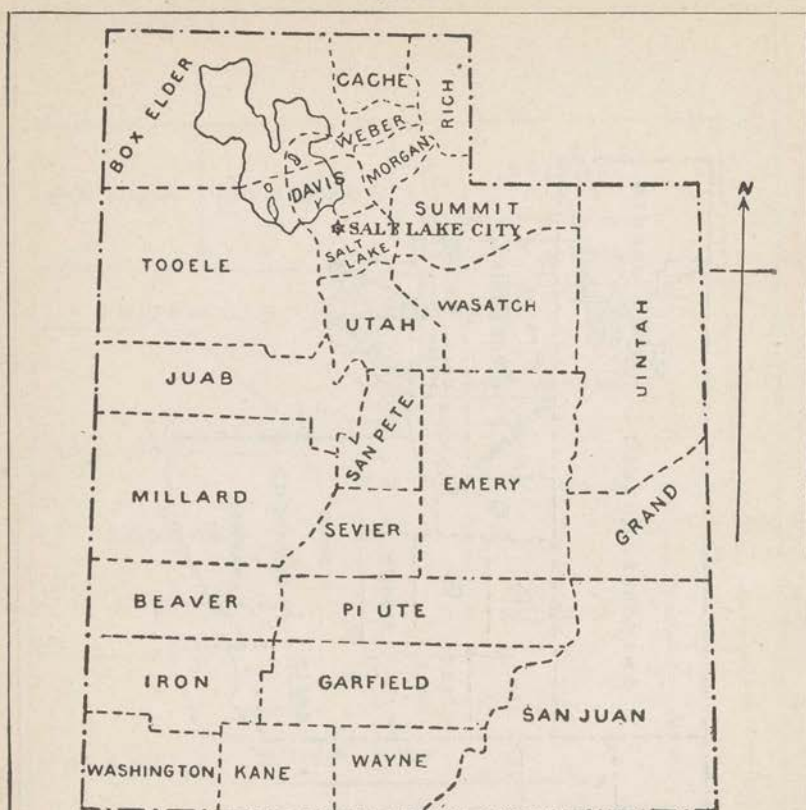 CACHE
RICH
BOX ELDER
WEBER
MORGAN
DAVIS
SUMMIT
SALT LAKE CITY
SALT
LAKE
N
TOOELE
WASATCH
UTAH
UINTAH
JUAB
SAN PETE
MILLARD
EMERY
GRAND
SEVIER
BEAVER
PI UTE
IRON
GARFIELD
SAN JUAN
WASHINGTON
KANE
WAYNE